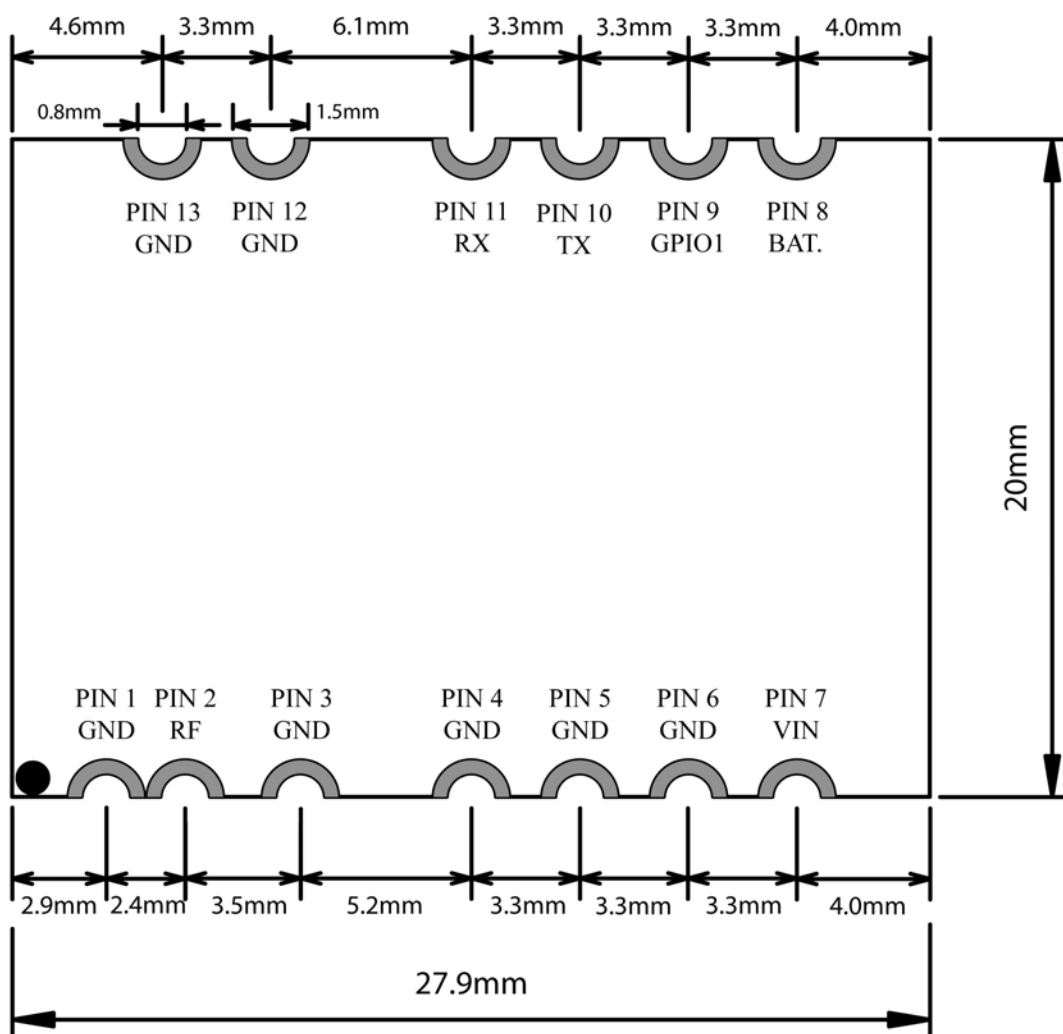 4.6mm 3.3mm 6.1mm 3.3mm 3.3mm 3.3mm 4.0mm
0.8mm 1.5mm
PIN 13 PIN 12 PIN 11 PIN 10 PIN 9 PIN 8
GND GND RX TX GPIO1 BAT.
20mm
PIN 1 PIN 2 PIN 3 PIN 4 PIN 5 PIN 6 PIN 7
GND RF GND GND GND GND VIN
2.9mm 2.4mm 3.5mm 5.2mm 3.3mm 3.3mm 3.3mm 4.0mm
27.9mm